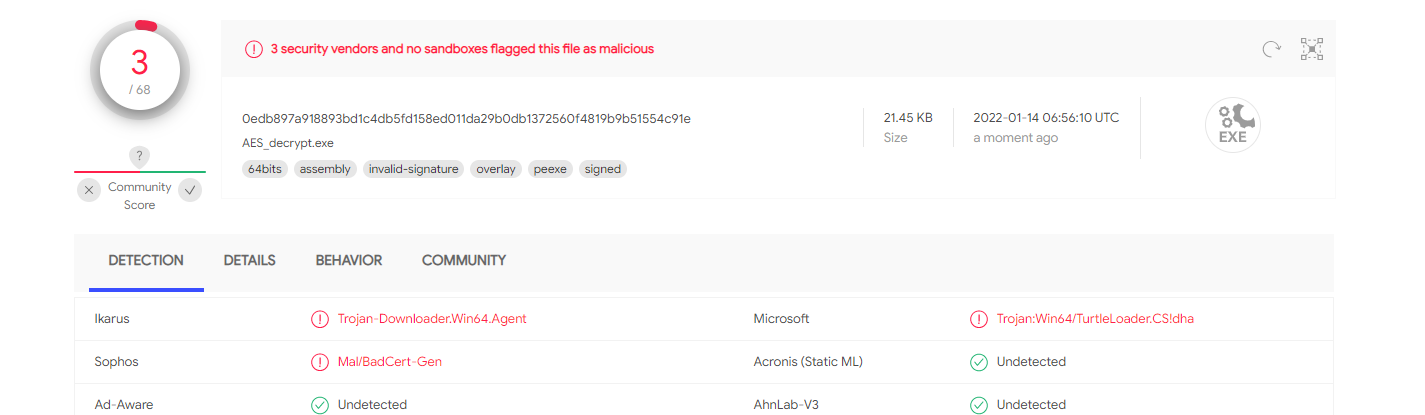 3
/ 68
3 security vendors and no sandboxes flagged this file as malicious
0edb897a918893bd1c4db5fd158ed011da29b0db1372560f4819b9b51554c91e
AES_decrypt.exe
64bits assembly invalid-signature overlay peexe signed
21.45 KB
Size
2022-01-14 06:56:10 UTC
a moment ago
EXE
?
Community
Score
DETECTION DETAILS BEHAVIOR COMMUNITY
Ikarus Trojan-Downloader.Win64.Agent Microsoft Trojan:Win64/TurtleLoader.CS!dha
Sophos Mal/BadCert-Gen Acronis (Static ML) Undetected
Ad-Aware Undetected AhnLab-V3 Undetected